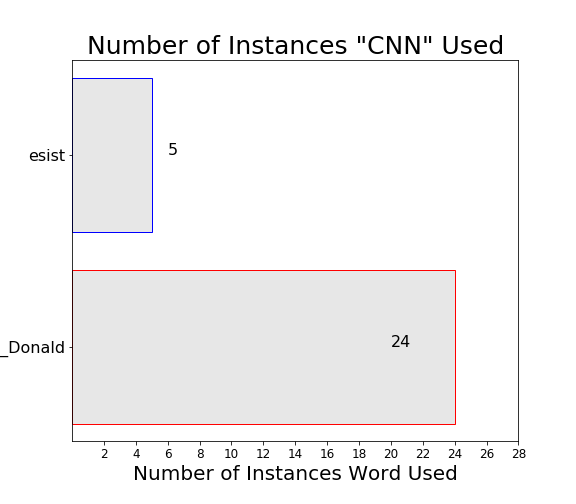 Number of Instances "CNN" Used
esist
5
_Donald
24
2 4 6 8 10 12 14 16 18 20 22 24 26 28
Number of Instances Word Used